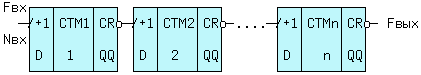 Fвх
/+1 CTM1 CR /+1 CTM2 CR .... /+1 CTMn CR Fвых
Nвх
D 1 QQ D 2 QQ D n QQ